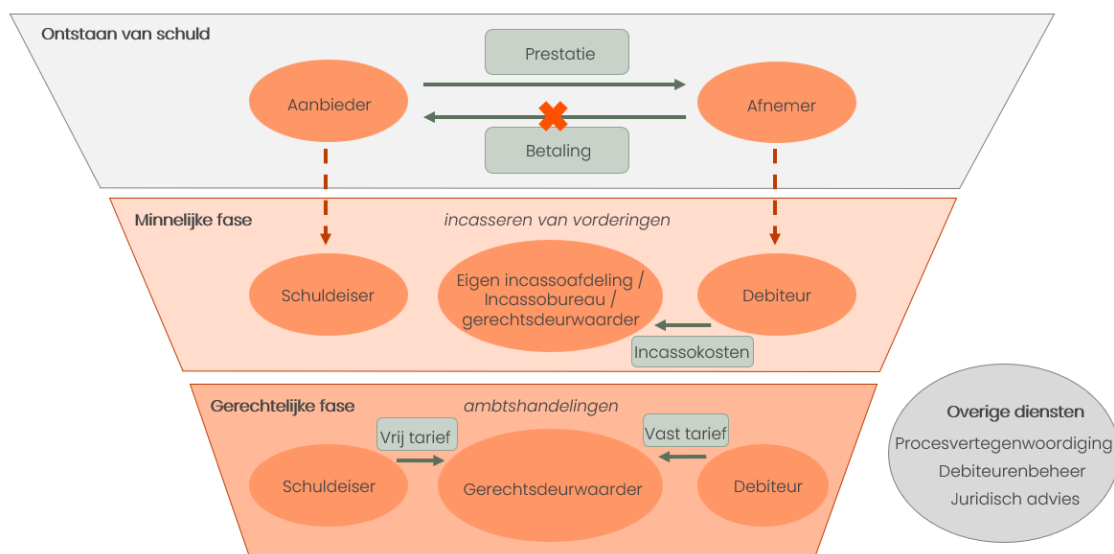 Ontstaan van schuld
Prestatie
Aanbieder
Afnemer
Betaling
Minnelijke fase
incasseren van vorderingen
Schuldeiser
Eigen incassoafdeling /
Incassobureau /
gerechtsdeurwaarder
Debiteur
Incassokosten
Gerechtelijke fase
ambtshandelingen
Vrij tarief
Vast tarief
Schuldeiser
Gerechtsdeurwaarder
Debiteur
Overige diensten
Procesvertegenwoordiging
Debiteurenbeheer
Juridisch advies